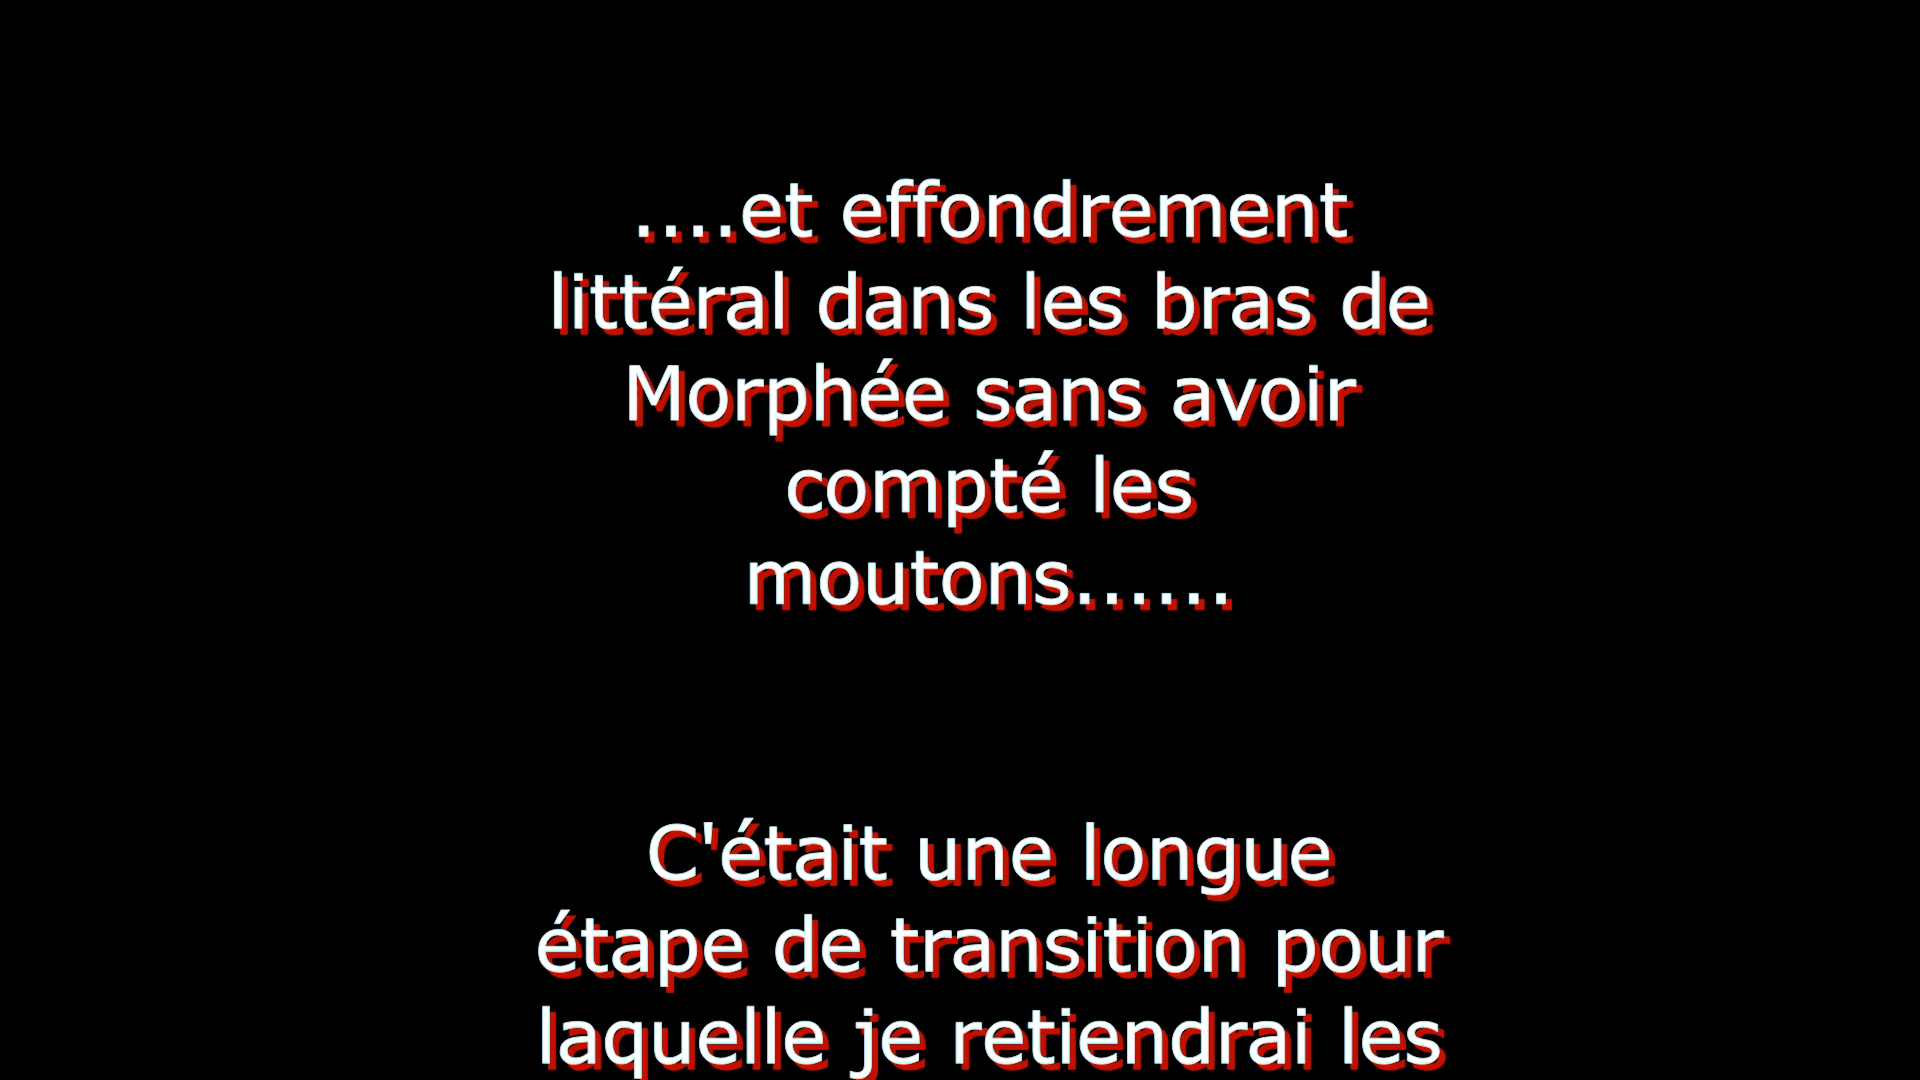 ....et effondrement
littéral dans les bras de
Morphée sans avoir
compté les
moutons......
C'était une longue
étape de transition pour
laquelle je retiendrai les